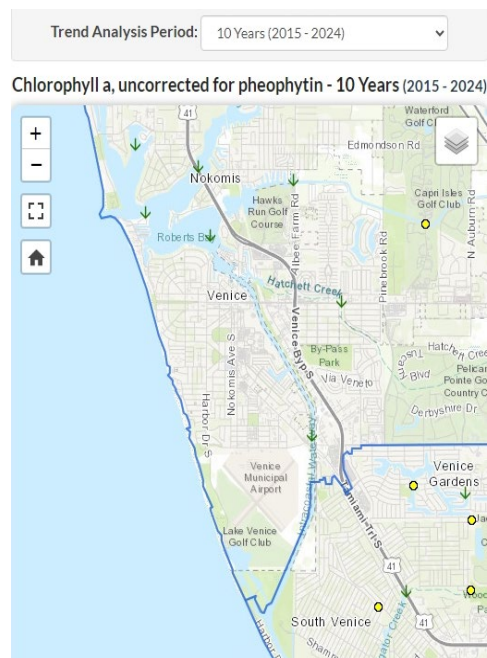 Trend Analysis Period: 10 Years (2015 - 2024)
Chlorophyll a, uncorrected for pheophytin - 10 Years (2015 - 2024)
+
−
41
Waterford
Golf
Edmondson Rd
Nokomis
Hawks
Run Golf
Course
Albee Farm Rd
Capri Isles
Golf Club
N Auburn Rd
Pinebrook Rd
Roberts
Venice
Hatchett Creek
Venice-Byp-S
Nokomis Ave S
By-Pass
Park
Via Veneto
Blvd
Pelican
Pointe
Country
Derbyshire Dr
Harbor Dr S
Venice
Municipal
Airport
Intracoastal
Venice
Gardens
Lake Venice
Golf Club
Tamiami-Trl-S
41
South Venice
41